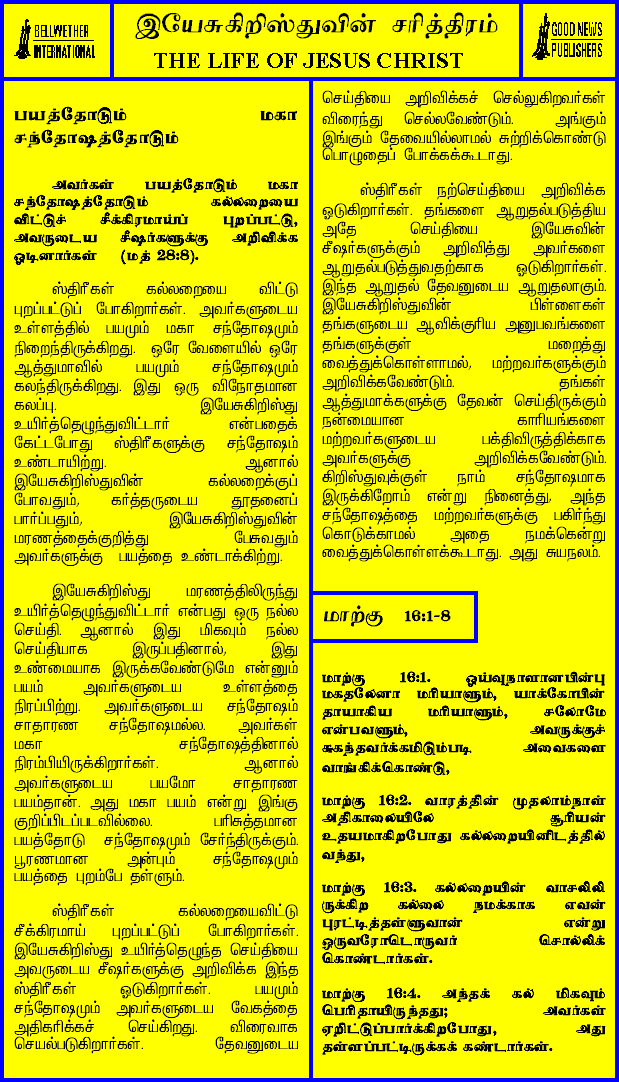 BELLWETHER
INTERNATIONAL
இயேசுகிறிஸ்துவின் சரித்திரம்
THE LIFE OF JESUS CHRIST
GOOD NEWS
PUBLISHERS
பயத்தோடும் மகா
சந்தோஷத்தோடும்
அவர்கள் பயத்தோடும் மகா
சந்தோஷத்தோடும் கல்லறையை
விட்டுச் சீக்கிரமாய்ப் புறப்பட்டு,
அவருடைய சீஷர்களுக்கு அறிவிக்க
ஓடினார்கள் (மத் 28:8).
ஸ்திரீகள் கல்லறையை விட்டு
புறப்பட்டுப் போகிறார்கள். அவர்களுடைய
உள்ளத்தில் பயமும் மகா சந்தோஷமும்
நிறைந்திருக்கிறது. ஒரே வேளையில் ஒரே
ஆத்துமாவில் பயமும் சந்தோஷமும்
கலந்திருக்கிறது. இது ஒரு விநோதமான
கலப்பு. இயேசுகிறிஸ்து
உயிர்த்தெழுந்துவிட்டார் என்பதைக்
கேட்டபோது ஸ்திரீகளுக்கு சந்தோஷம்
உண்டாயிற்று. ஆனால்
இயேசுகிறிஸ்துவின் கல்லறைக்குப்
போவதும், கர்த்தருடைய தூதனைப்
பார்ப்பதும், இயேசுகிறிஸ்துவின்
மரணத்தைக்குறித்து பேசுவதும்
அவர்களுக்கு பயத்தை உண்டாக்கிற்று.
இயேசுகிறிஸ்து மரணத்திலிருந்து
உயிர்த்தெழுந்துவிட்டார் என்பது ஒரு நல்ல
செய்தி. ஆனால் இது மிகவும் நல்ல
செய்தியாக இருப்பதினால், இது
உண்மையாக இருக்கவேண்டுமே என்னும்
பயம் அவர்களுடைய உள்ளத்தை
நிரப்பிற்று. அவர்களுடைய சந்தோஷம்
சாதாரண சந்தோஷமல்ல. அவர்கள்
மகா சந்தோஷத்தினால்
நிரம்பியிருக்கிறார்கள். ஆனால்
அவர்களுடைய பயமோ சாதாரண
பயம்தான். அது மகா பயம் என்று இங்கு
குறிப்பிடப்படவில்லை. பரிசுத்தமான
பயத்தோடு சந்தோஷமும் சேர்ந்திருக்கும்.
பூரணமான அன்பும் சந்தோஷமும்
பயத்தை புறம்பே தள்ளும்.
ஸ்திரீகள் கல்லறையைவிட்டு
சீக்கிரமாய் புறப்பட்டுப் போகிறார்கள்.
இயேசுகிறிஸ்து உயிர்த்தெழுந்த செய்தியை
அவருடைய சீஷர்களுக்கு அறிவிக்க இந்த
ஸ்திரீகள் ஓடுகிறார்கள். பயமும்
சந்தோஷமும் அவர்களுடைய வேகத்தை
அதிகரிக்கச் செய்கிறது. விரைவாக
செயல்படுகிறார்கள். தேவனுடைய
செய்தியை அறிவிக்கச் செல்லுகிறவர்கள்
விரைந்து செல்லவேண்டும். அங்கும்
இங்கும் தேவையில்லாமல் சுற்றிக்கொண்டு
பொழுதைப் போக்கக்கூடாது.
ஸ்திரீகள் நற்செய்தியை அறிவிக்க
ஓடுகிறார்கள். தங்களை ஆறுதல்படுத்திய
அதே செய்தியை இயேசுவின்
சீஷர்களுக்கும் அறிவித்து அவர்களை
ஆறுதல்படுத்துவதற்காக ஓடுகிறார்கள்.
இந்த ஆறுதல் தேவனுடைய ஆறுதலாகும்.
இயேசுகிறிஸ்துவின் பிள்ளைகள்
தங்களுடைய ஆவிக்குரிய அனுபவங்களை
தங்களுக்குள் மறைத்து
வைத்துக்கொள்ளாமல், மற்றவர்களுக்கும்
அறிவிக்கவேண்டும். தங்கள்
ஆத்துமாக்களுக்கு தேவன் செய்திருக்கும்
நன்மையான காரியங்களை
மற்றவர்களுடைய பக்திவிருத்திக்காக
அவர்களுக்கு அறிவிக்கவேண்டும்.
கிறிஸ்துவுக்குள் நாம் சந்தோஷமாக
இருக்கிறோம் என்று நினைத்து, அந்த
சந்தோஷத்தை மற்றவர்களுக்கு பகிர்ந்து
கொடுக்காமல் அதை நமக்கென்று
வைத்துக்கொள்ளக்கூடாது. அது சுயநலம்.
மாற்கு 16:1-8
மாற்கு 16:1. ஓய்வுநாளானபின்பு
மகதலேனா மரியாளும், யாக்கோபின்
தாயாகிய மரியாளும், சலோமே
என்பவளும், அவருக்குச்
சுகந்தவர்க்கமிடும்படி அவைகளை
வாங்கிக்கொண்டு,
மாற்கு 16:2. வாரத்தின் முதலாம்நாள்
அதிகாலையிலே சூரியன்
உதயமாகிறபோது கல்லறையினிடத்தில்
வந்து,
மாற்கு 16:3. கல்லறையின் வாசலிலி
ருக்கிற கல்லை நமக்காக எவன்
புரட்டித்தள்ளுவான் என்று
ஒருவரோடொருவர் சொல்லிக்
கொண்டார்கள்.
மாற்கு 16:4. அந்தக் கல் மிகவும்
பெரிதாயிருந்தது; அவர்கள்
ஏறிட்டுப்பார்க்கிறபோது, அது
தள்ளப்பட்டிருக்கக் கண்டார்கள்.